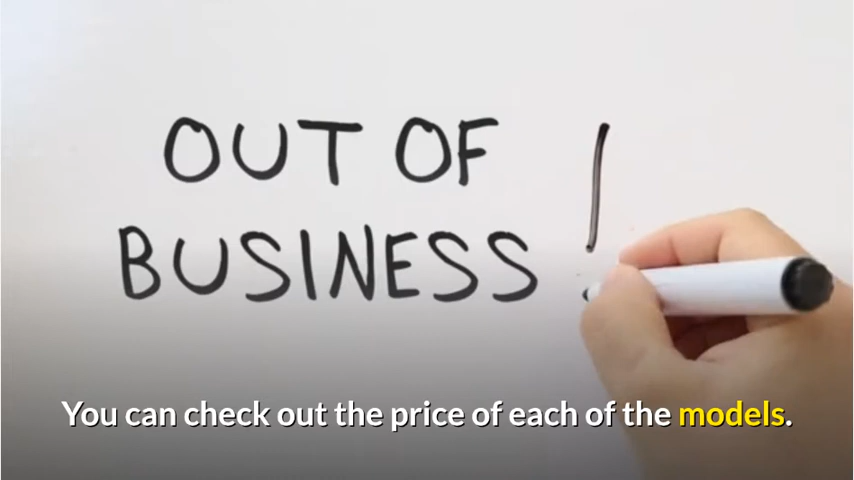 OUT OF
BUSINESS!
You can check out the price of each of the models.